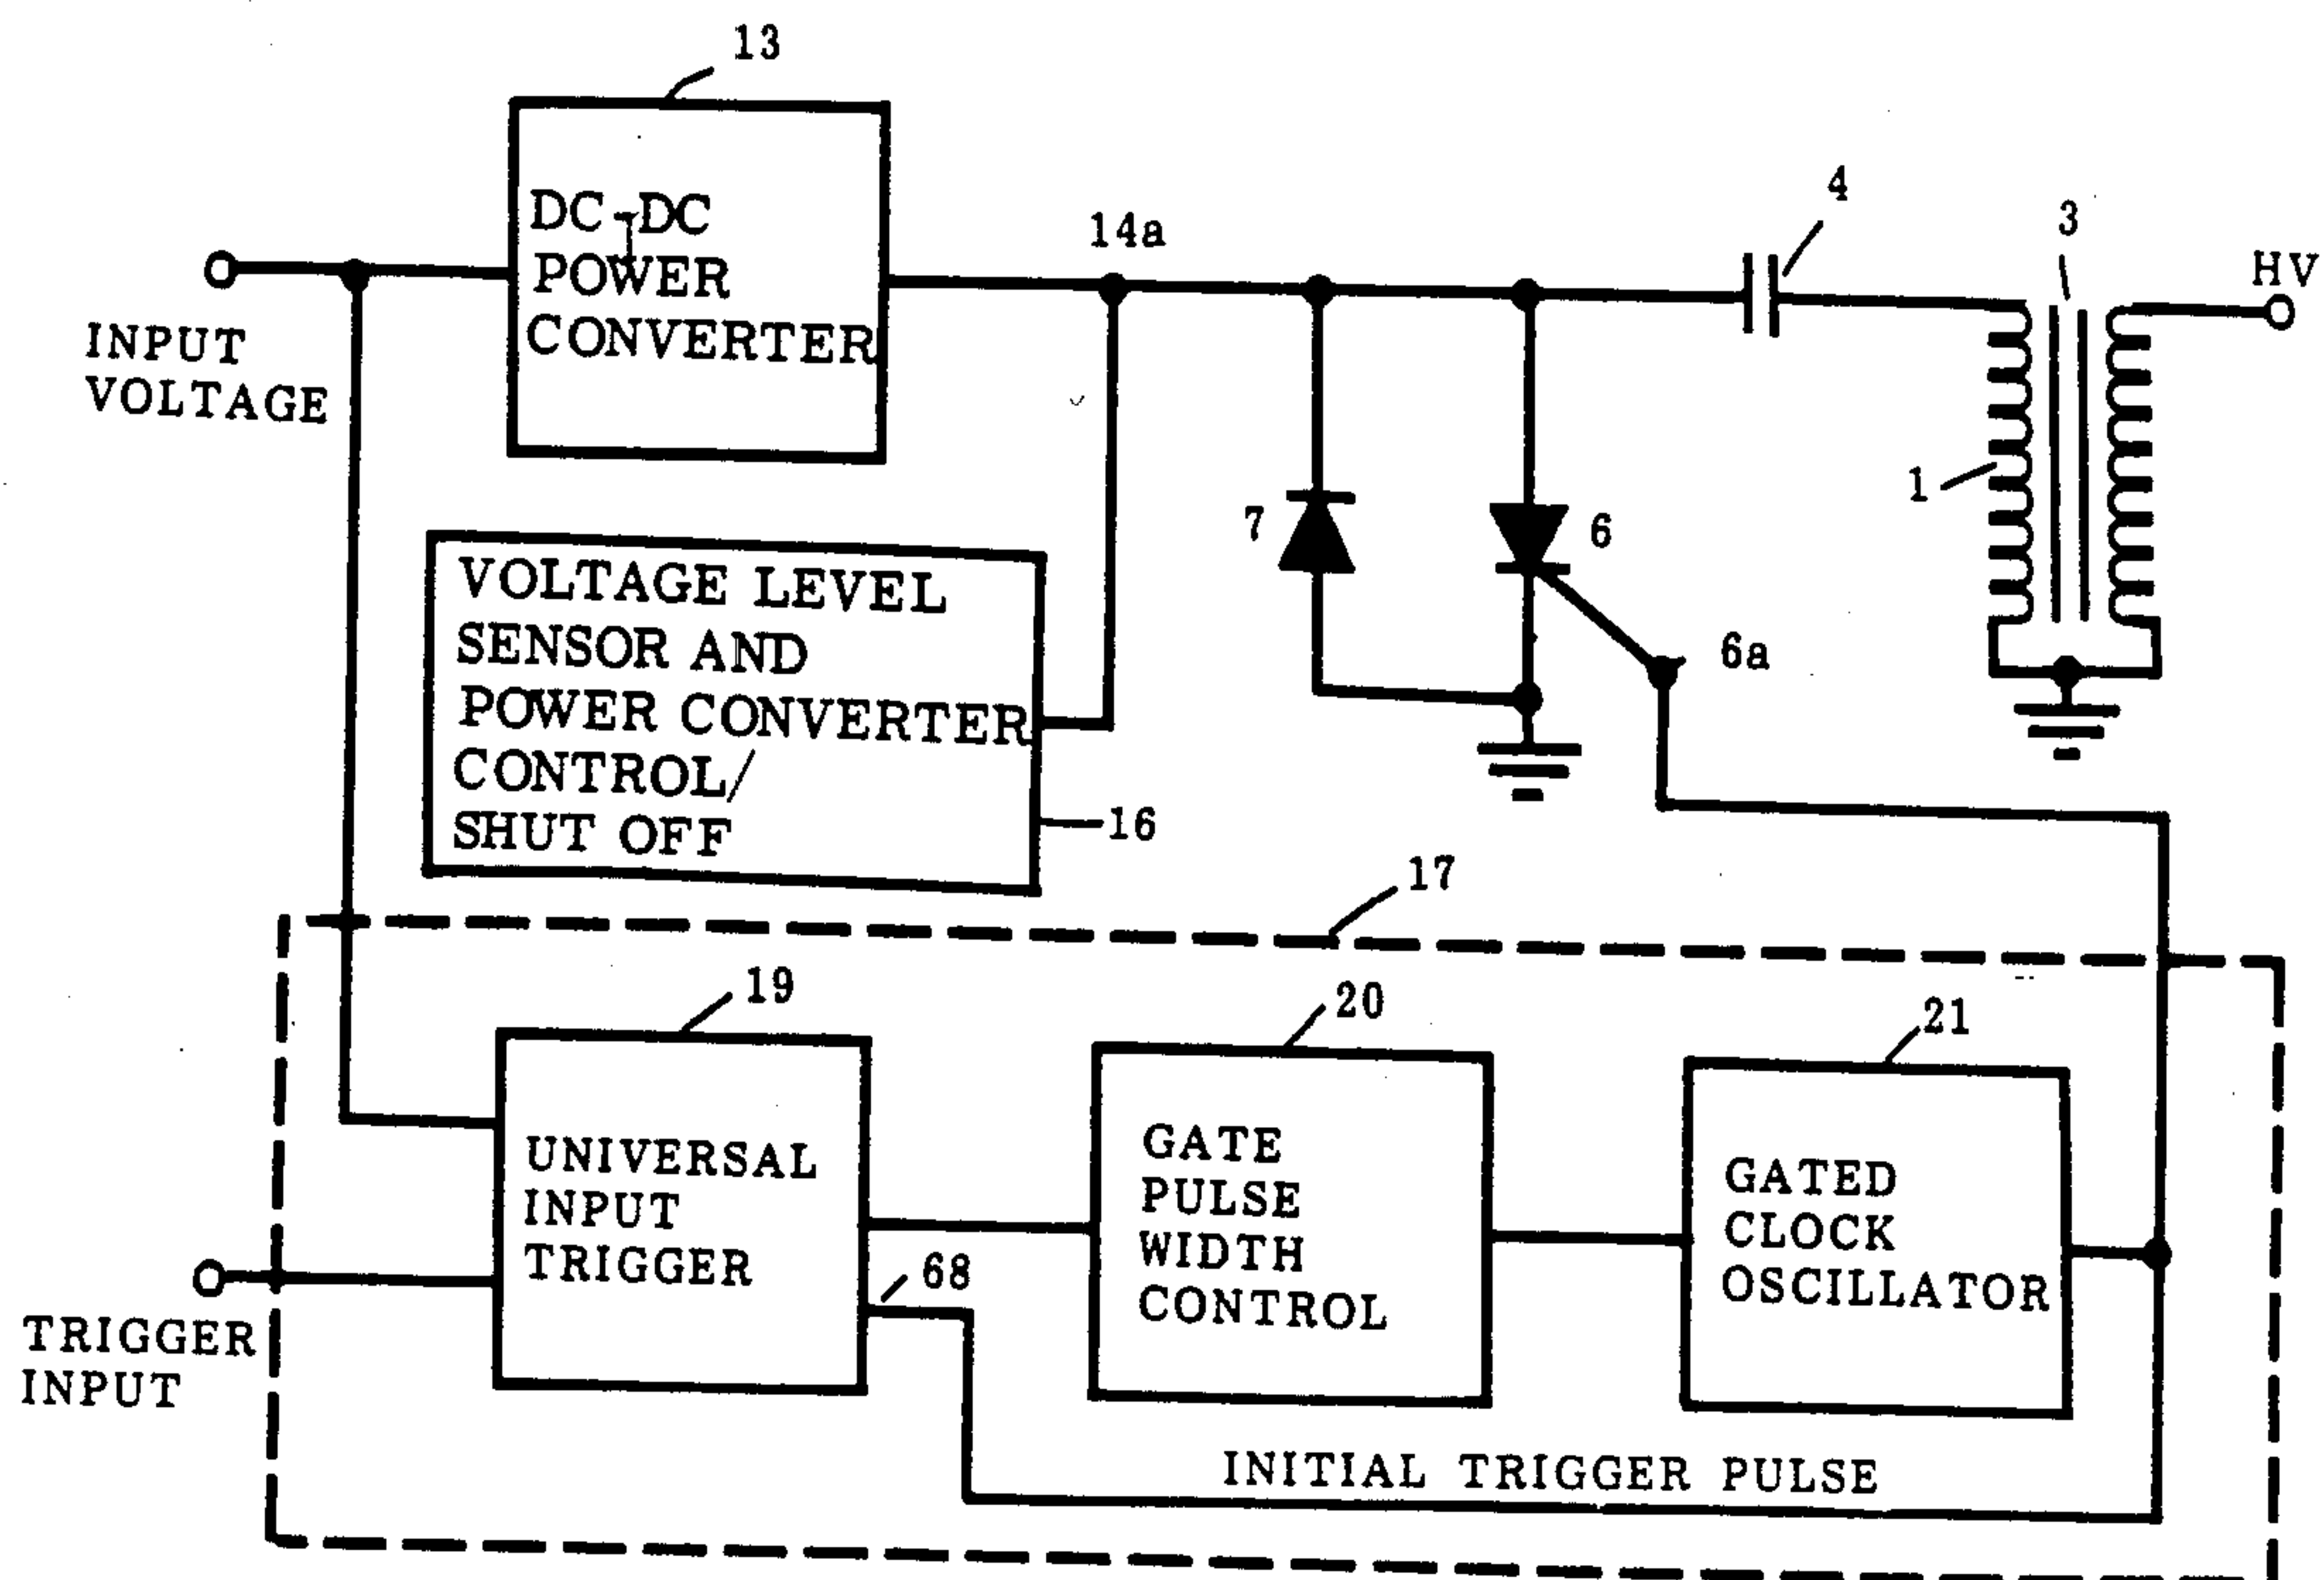 13
DC-DC
POWER
CONVERTER
14a
4
3
HV
INPUT
VOLTAGE
1
7
6
6a
VOLTAGE LEVEL
SENSOR AND
POWER CONVERTER
CONTROL/
SHUT OFF
16
17
19
20
21
UNIVERSAL
INPUT
TRIGGER
68
GATE
PULSE
WIDTH
CONTROL
GATED
CLOCK
OSCILLATOR
TRIGGER
INPUT
INITIAL TRIGGER PULSE